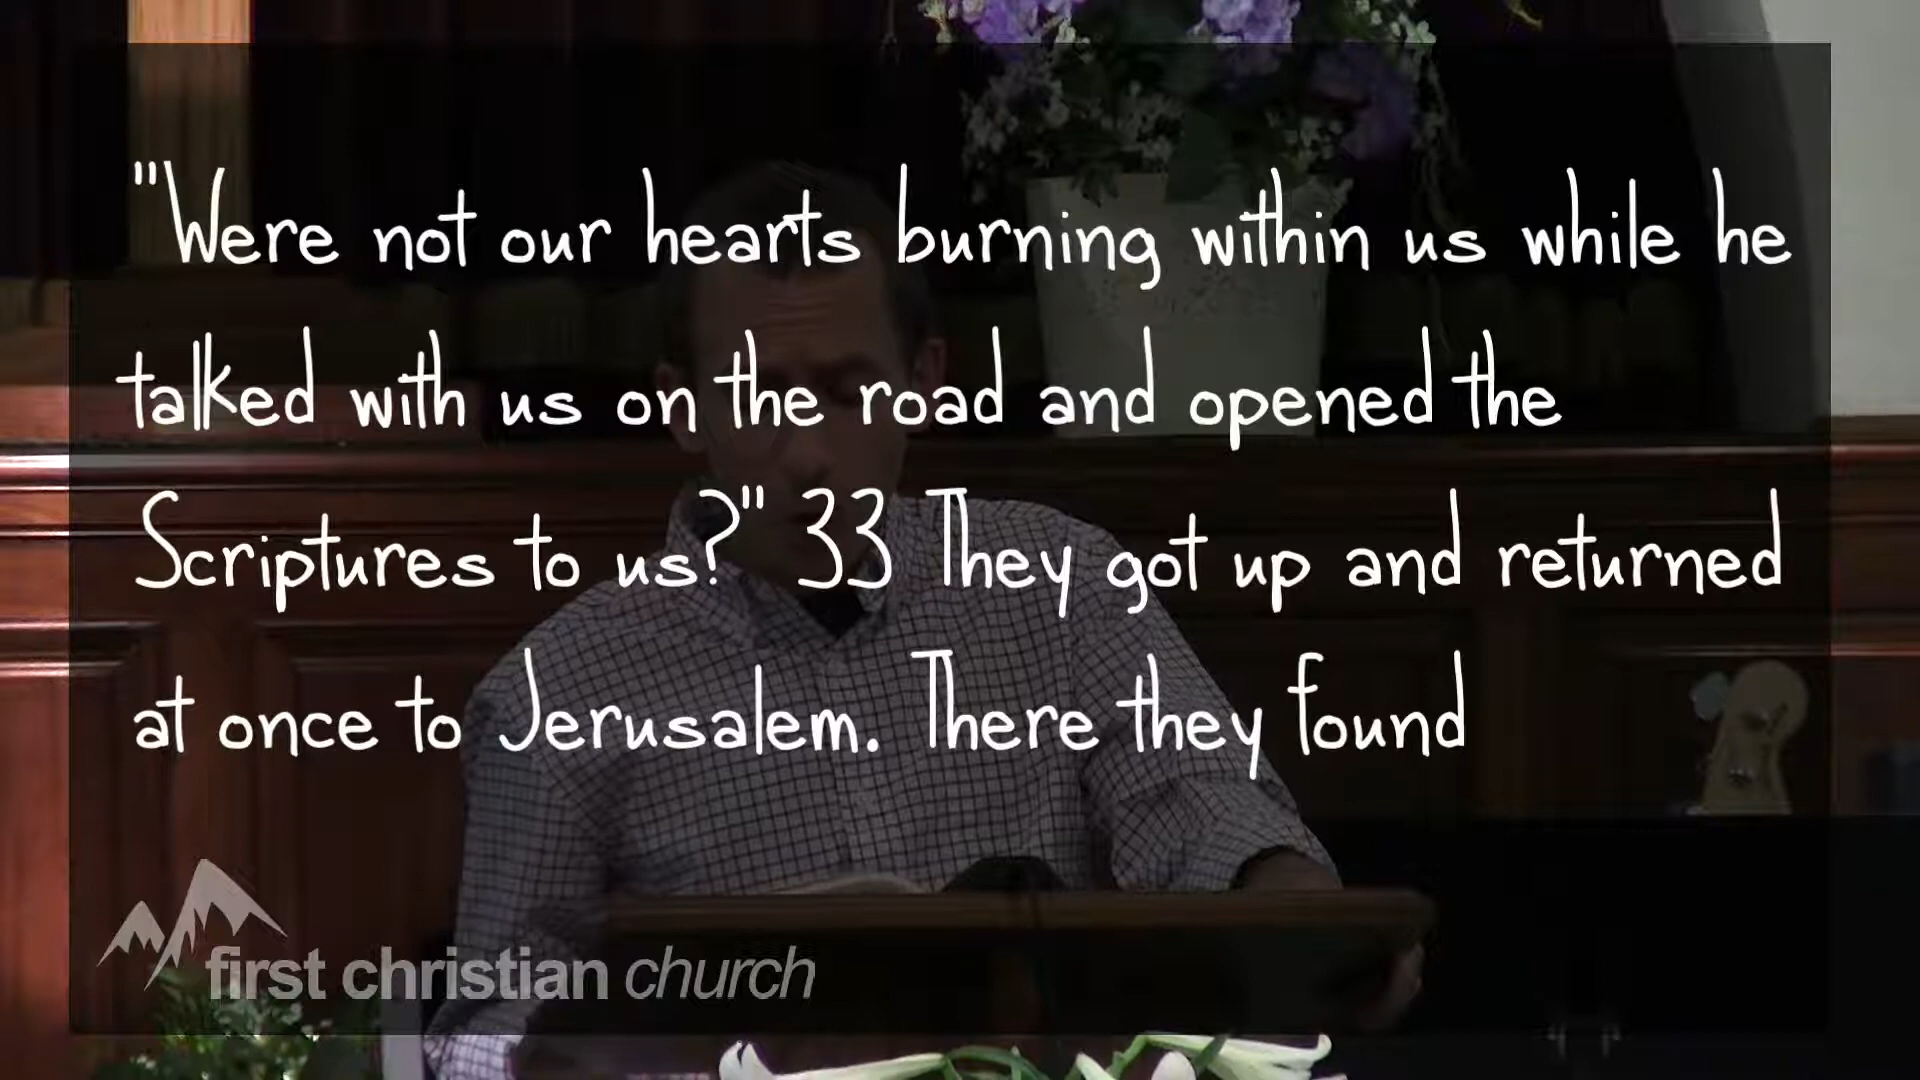 "Were not our hearts burning within us while he
talked with us on the road and opened the
Scriptures to us?" 33 They got up and returned
at once to Jerusalem. There they found
first christian church